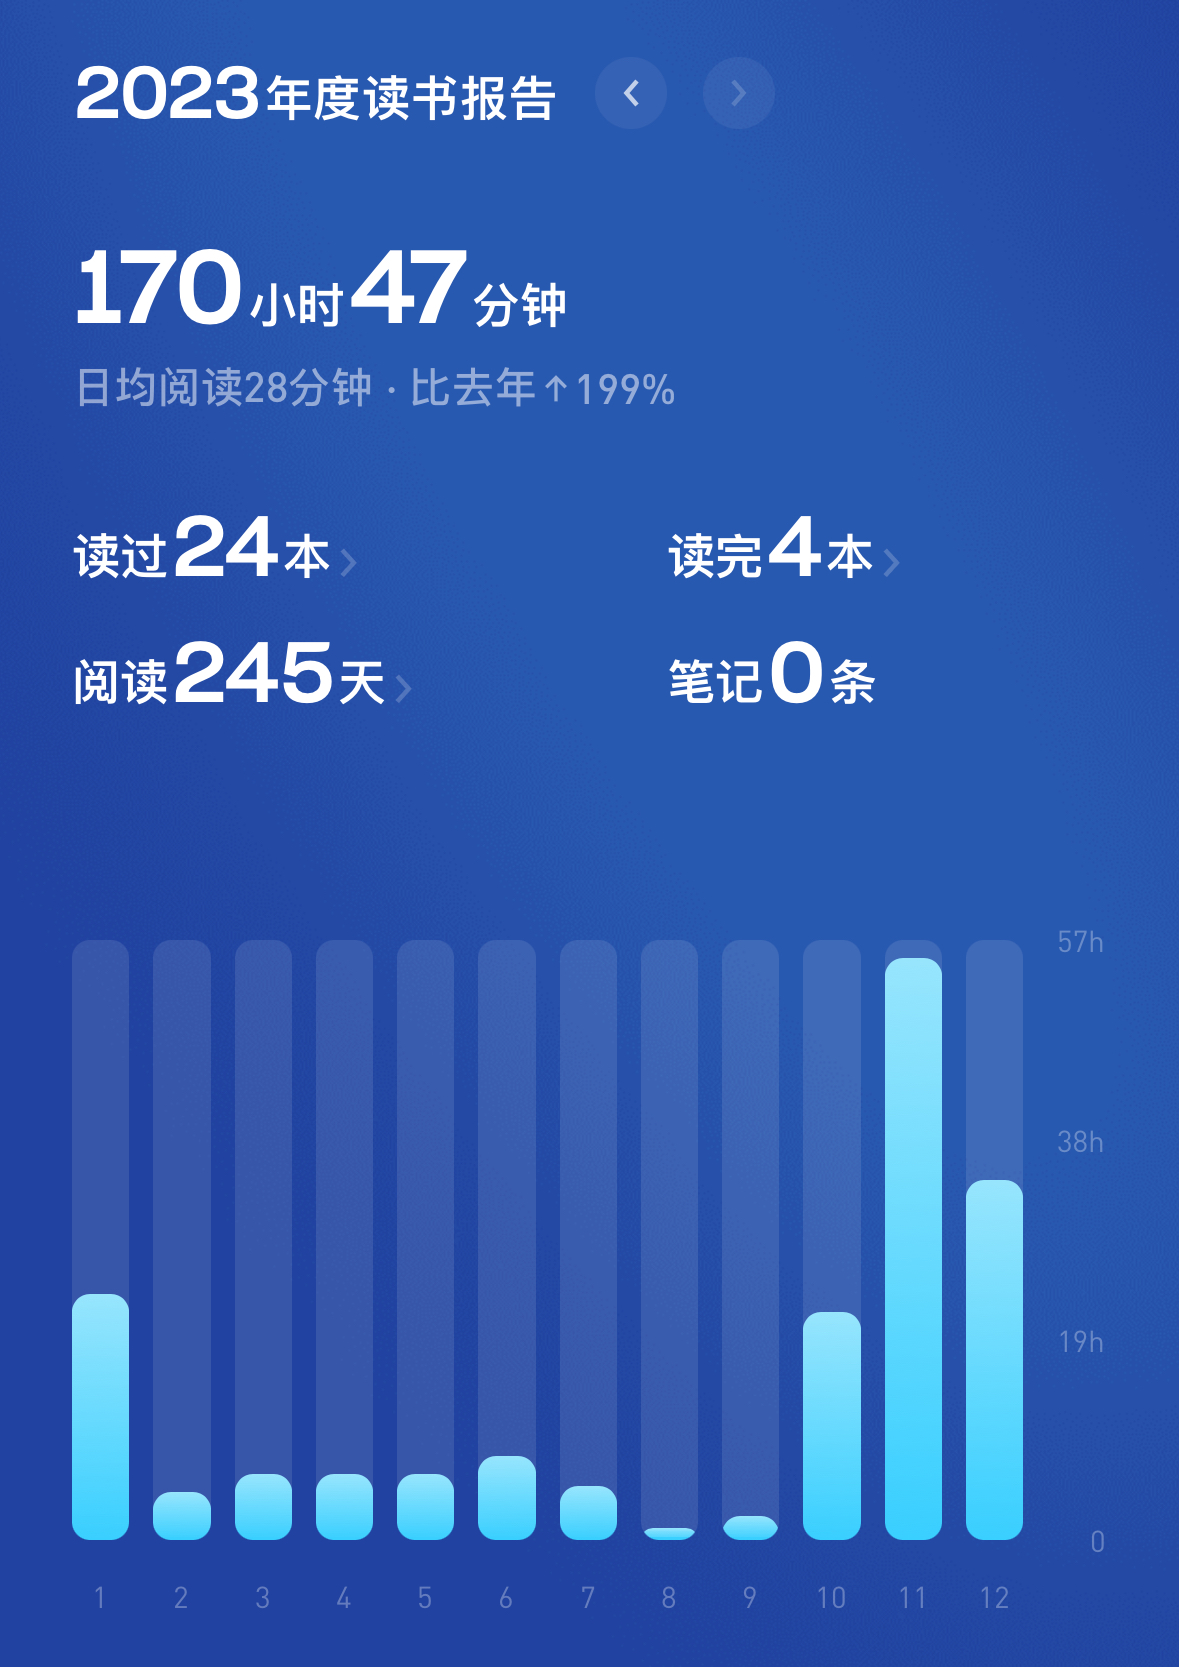 2023年度读书报告
170小时47分钟
日均阅读28分钟 · 比去年↑199%
读过24本 读完4本
阅读245天 笔记0条
57h
38h
19h
0
1 2 3 4 5 6 7 8 9 10 11 12